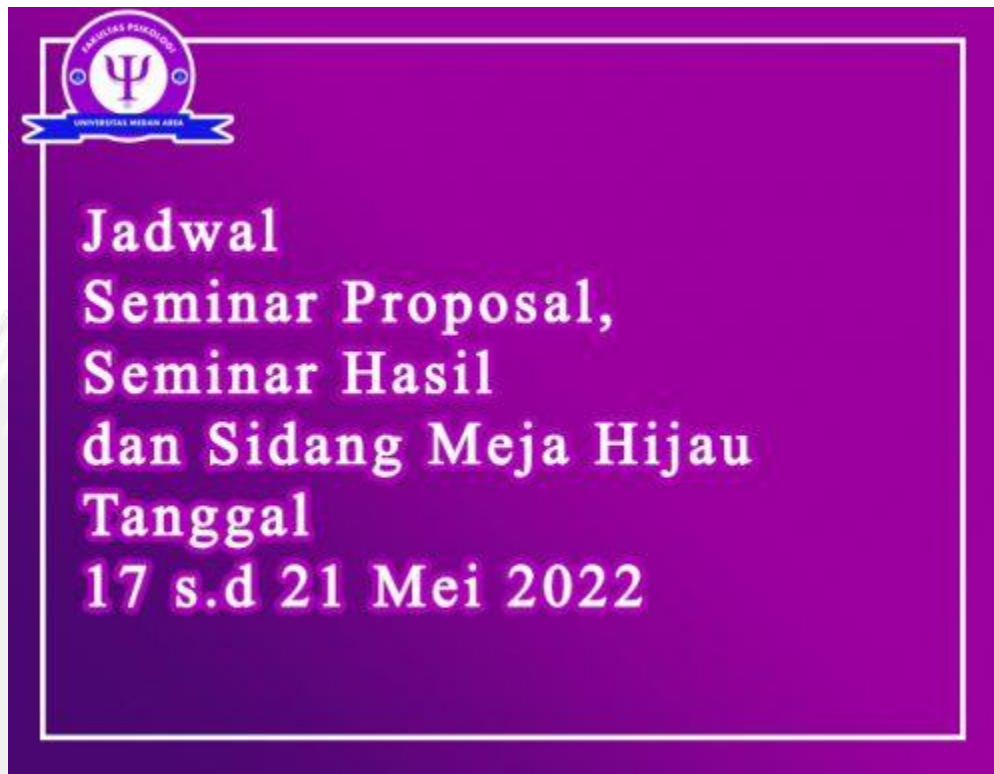 FAKULTAS PSIKOLOGI
Ψ
UNIVERSITAS MEDAN AREA
Jadwal
Seminar Proposal,
Seminar Hasil
dan Sidang Meja Hijau
Tanggal
17 s.d 21 Mei 2022